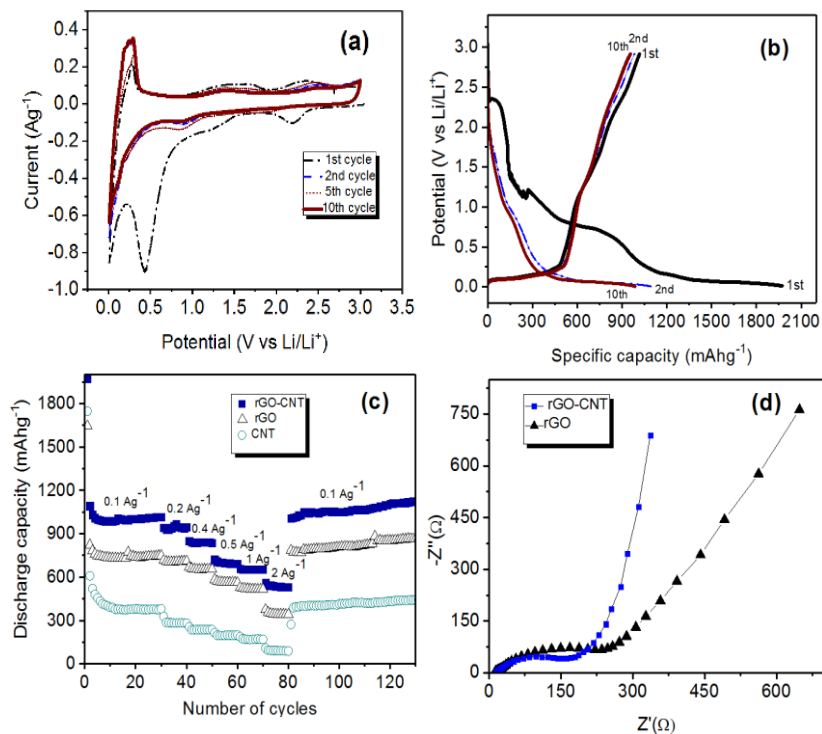 (a)
0.4
0.2
0.0
-0.2
-0.4
-0.6
-0.8
-1.0
Current (Ag⁻¹)
1st cycle
2nd cycle
5th cycle
10th cycle
0.0 0.5 1.0 1.5 2.0 2.5 3.0 3.5
Potential (V vs Li/Li⁺)
(b)
10th 2nd
1st
3.0
2.5
2.0
1.5
1.0
0.5
0.0
Potential (V vs Li/Li⁺)
10th 2nd 1st
0 300 600 900 1200 1500 1800 2100
Specific capacity (mAhg⁻¹)
(c)
rGO-CNT
rGO
CNT
1800
1500
1200
900
600
300
0
Discharge capacity (mAhg⁻¹)
0.1 Ag⁻¹
0.2 Ag⁻¹
0.4 Ag⁻¹
0.5 Ag⁻¹
1 Ag⁻¹
2 Ag⁻¹
0.1 Ag⁻¹
0 20 40 60 80 100 120
Number of cycles
(d)
rGO-CNT
rGO
750
600
450
300
150
0
-Z''(Ω)
0 150 300 450 600
Z'(Ω)